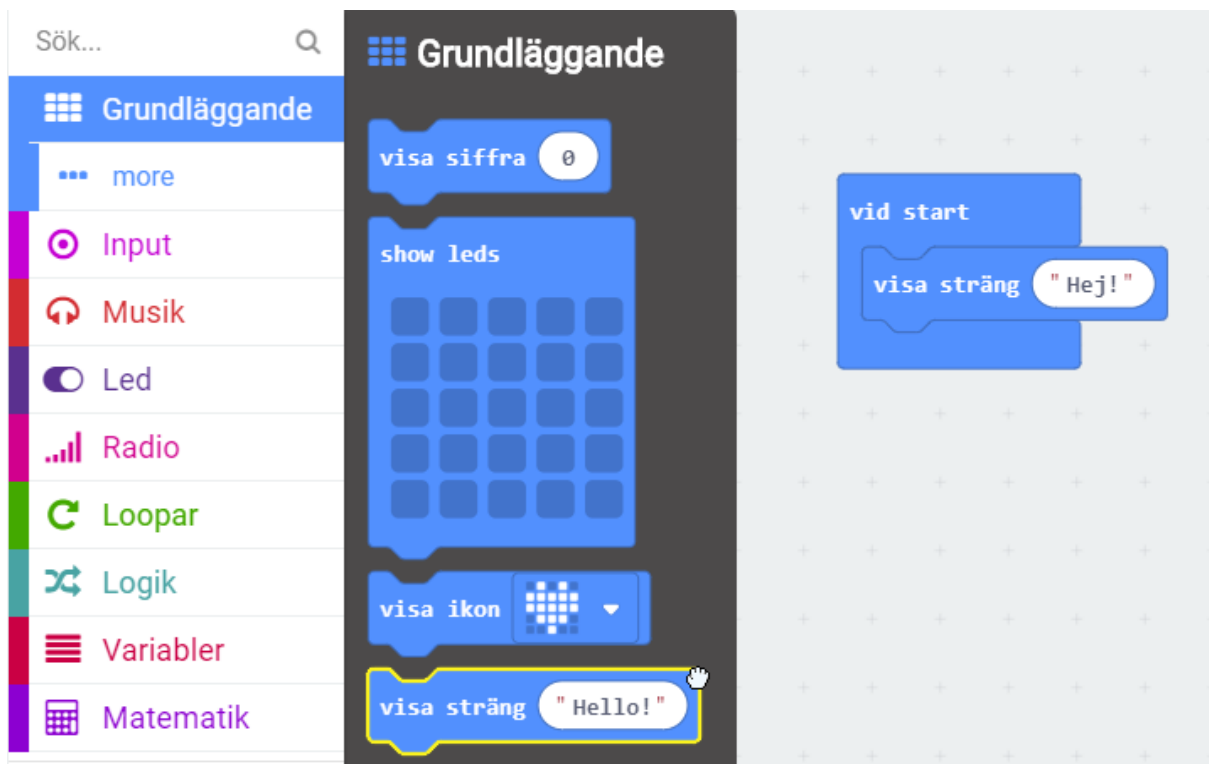 Sök...
Grundläggande
more
Input
Musik
Led
Radio
Loopar
Logik
Variabler
Matematik
Grundläggande
visa siffra 0
show leds
visa ikon
visa sträng "Hello!"
vid start
visa sträng "Hej!"